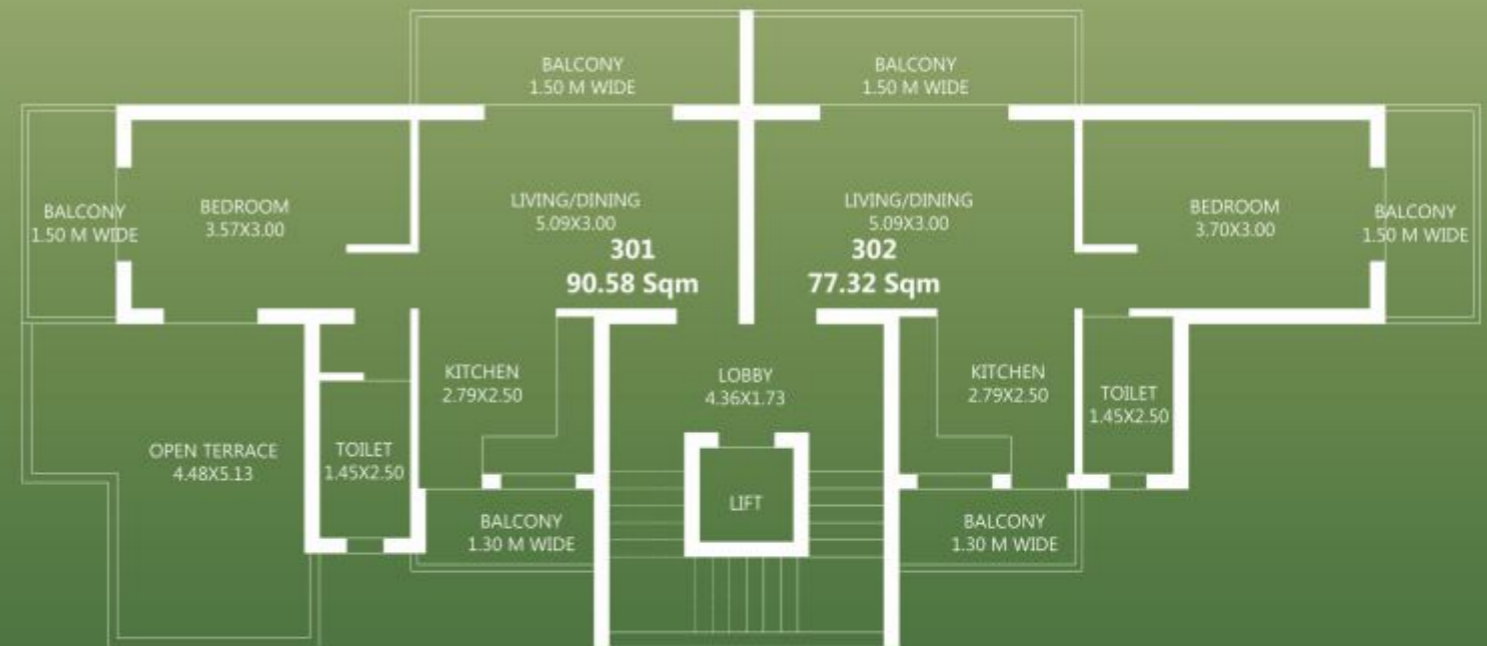 BALCONY
1.50 M WIDE
BALCONY
1.50 M WIDE
BALCONY
1.50 M WIDE
BEDROOM
3.57X3.00
LIVING/DINING
5.09X3.00
301
90.58 Sqm
LIVING/DINING
5.09X3.00
302
77.32 Sqm
BEDROOM
3.70X3.00
BALCONY
1.50 M WIDE
OPEN TERRACE
4.48X5.13
TOILET
1.45X2.50
KITCHEN
2.79X2.50
LOBBY
4.36X1.73
LIFT
KITCHEN
2.79X2.50
TOILET
1.45X2.50
BALCONY
1.30 M WIDE
BALCONY
1.30 M WIDE